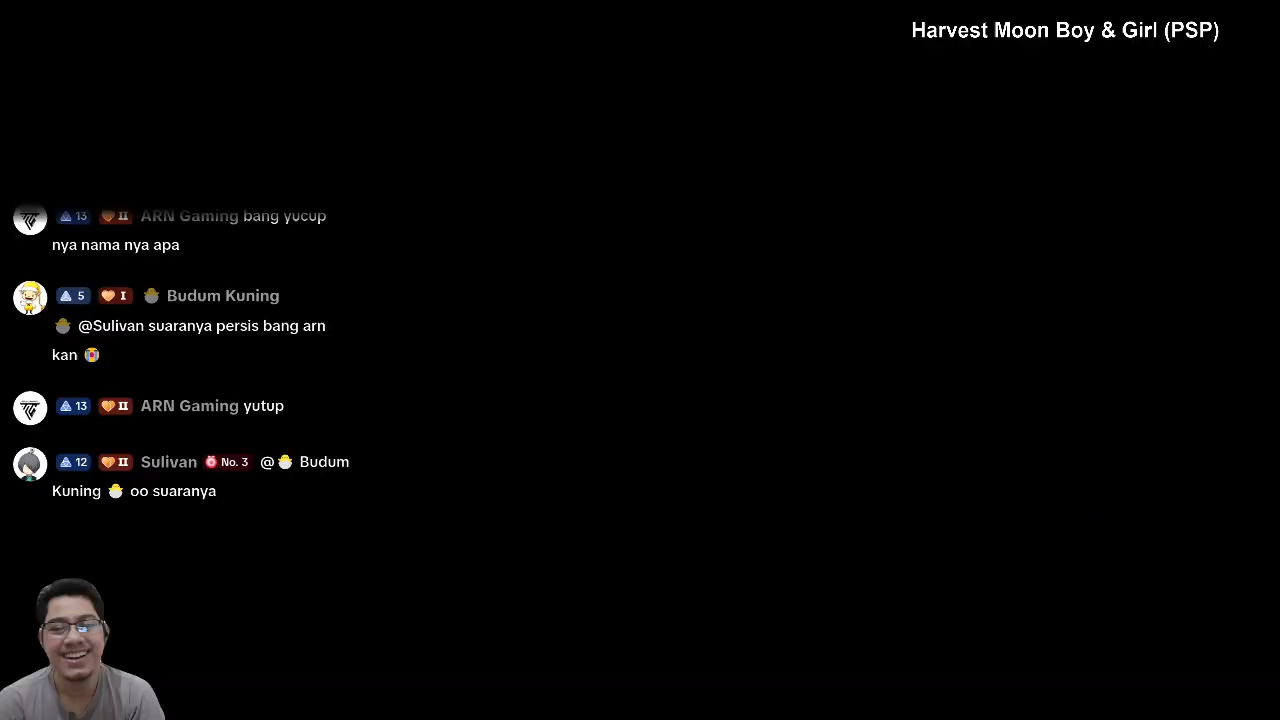 Harvest Moon Boy & Girl (PSP)
13 II ARN Gaming bang yucup
nya nama nya apa
5 I Budum Kuning
@Sulivan suaranya persis bang arn
kan
13 II ARN Gaming yutup
12 II Sulivan No. 3 @ Budum
Kuning oo suaranya